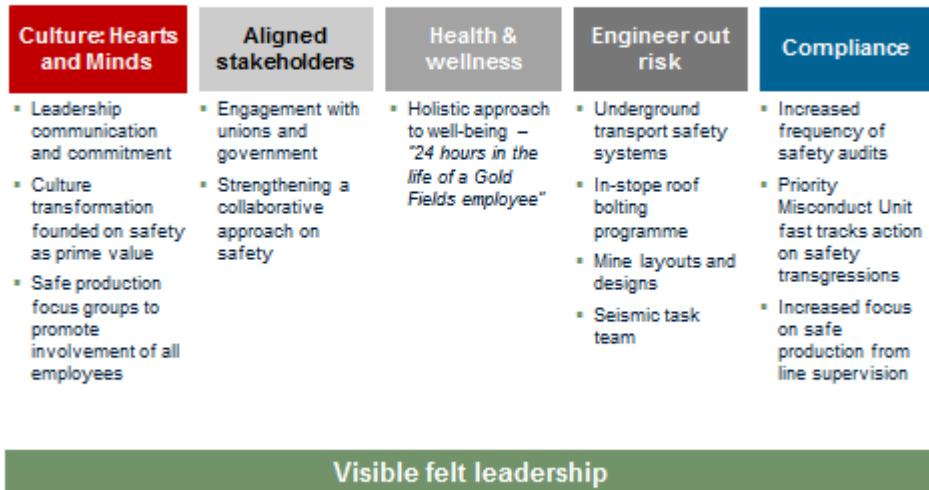 Culture: Hearts
and Minds
▪ Leadership
communication
and commitment
▪ Culture
transformation
founded on safety
as prime value
▪ Safe production
focus groups to
promote
involvement of all
employees
Aligned
stakeholders
▪ Engagement with
unions and
government
▪ Strengthening a
collaborative
approach on
safety
Health &
wellness
▪ Holistic approach
to well-being –
"24 hours in the
life of a Gold
Fields employee"
Engineer out
risk
▪ Underground
transport safety
systems
▪ In-stope roof
bolting
programme
▪ Mine layouts and
designs
▪ Seismic task
team
Compliance
▪ Increased
frequency of
safety audits
▪ Priority
Misconduct Unit
fast tracks action
on safety
transgressions
▪ Increased focus
on safe
production from
line supervision
Visible felt leadership